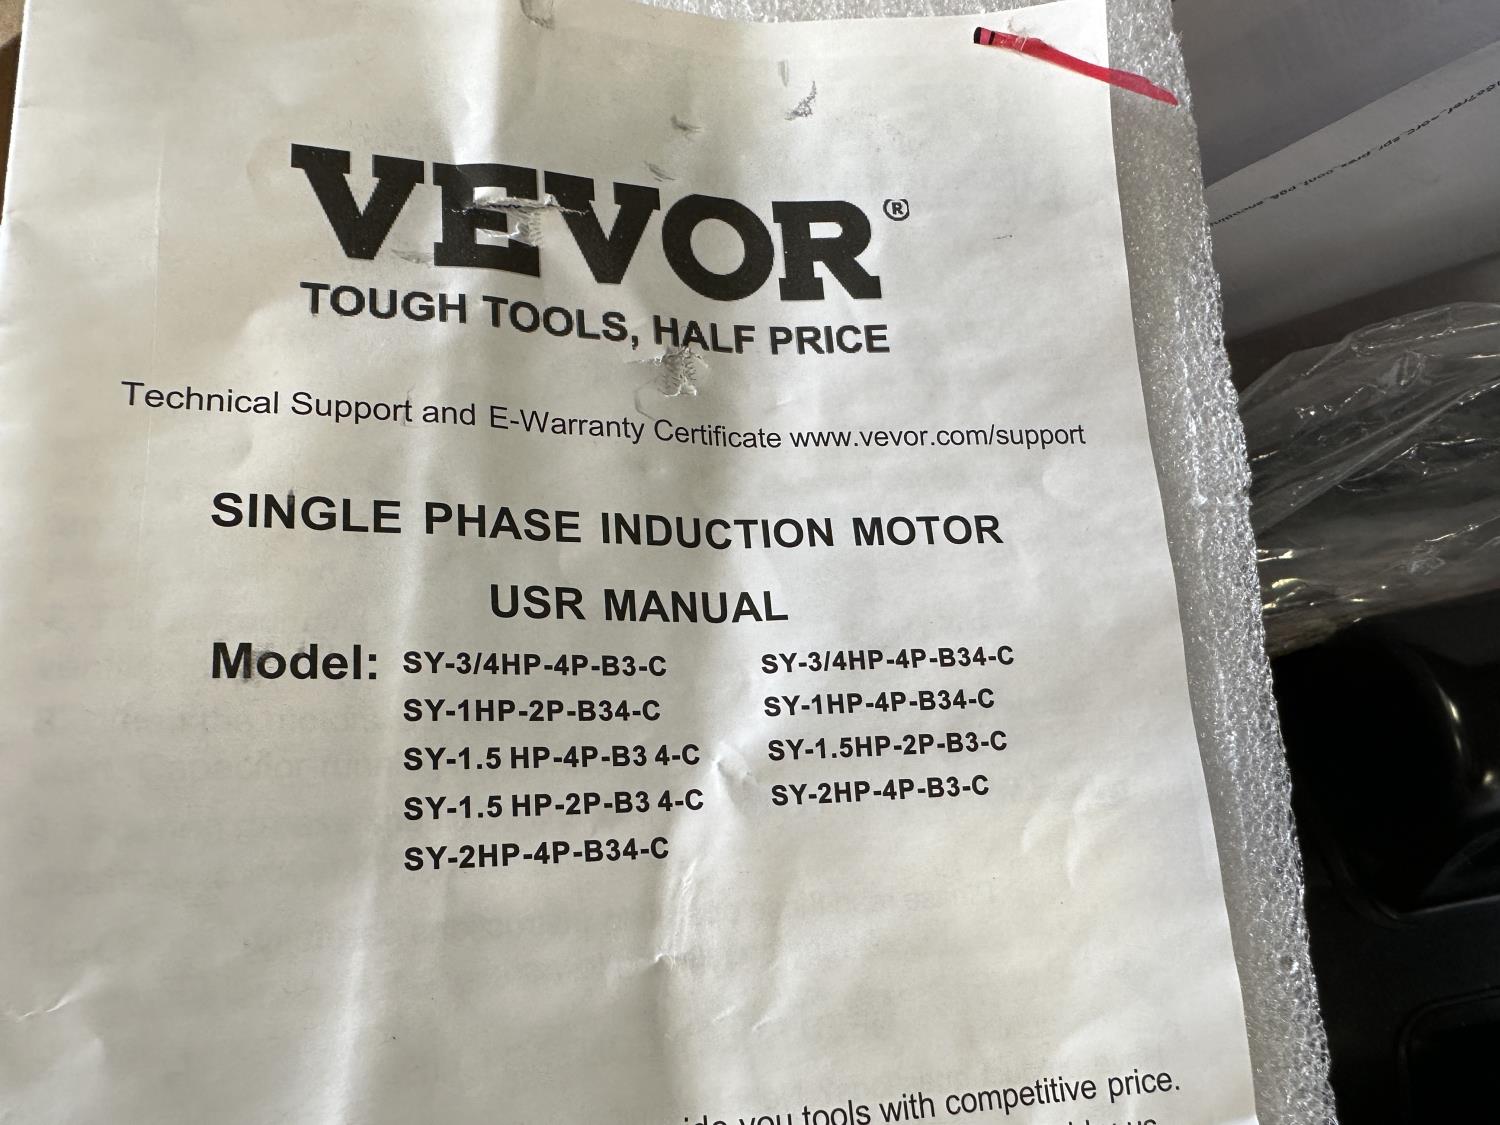 VEVOR®
TOUGH TOOLS, HALF PRICE
Technical Support and E-Warranty Certificate www.vevor.com/support
SINGLE PHASE INDUCTION MOTOR
USR MANUAL
Model: SY-3/4HP-4P-B3-C SY-3/4HP-4P-B34-C
SY-1HP-2P-B34-C SY-1HP-4P-B34-C
SY-1.5 HP-4P-B3 4-C SY-1.5HP-2P-B3-C
SY-1.5 HP-2P-B3 4-C SY-2HP-4P-B3-C
SY-2HP-4P-B34-C
you tools with competitive price.
us